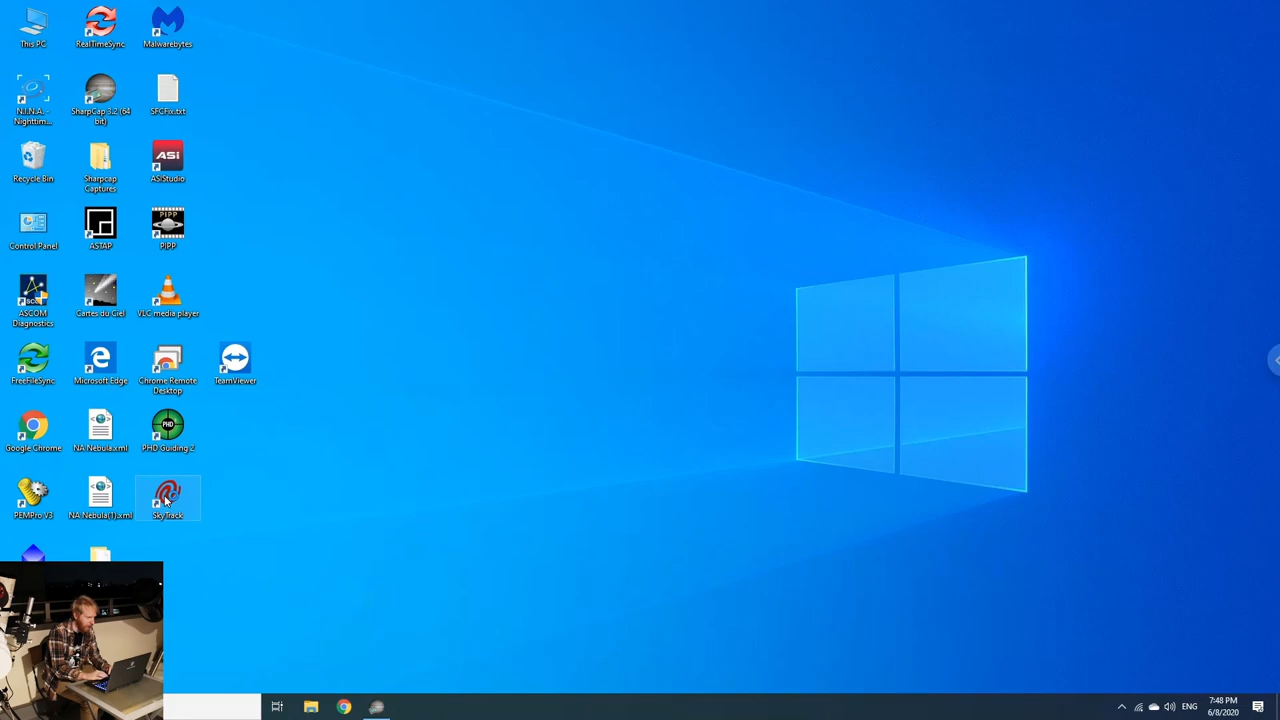 This PC
RealTimeSync
Malwarebytes
N.I.N.A. -
Nighttim...
SharpCap 3.2 (64
bit)
SFCFix.txt
Recycle Bin
Sharpcap
Captures
ASi
ASIStudio
Control Panel
ASTAP
PIPP
PIPP
ASCOM
Diagnostics
Cartes du Ciel
VLC media player
FreeFileSync
Microsoft Edge
Chrome Remote
Desktop
TeamViewer
Google Chrome
NA Nebula.xml
PHD
PHD Guiding 2
PEMPro V3
NA Nebula(1).xml
SkyTrack
ENG
7:48 PM
6/8/2020